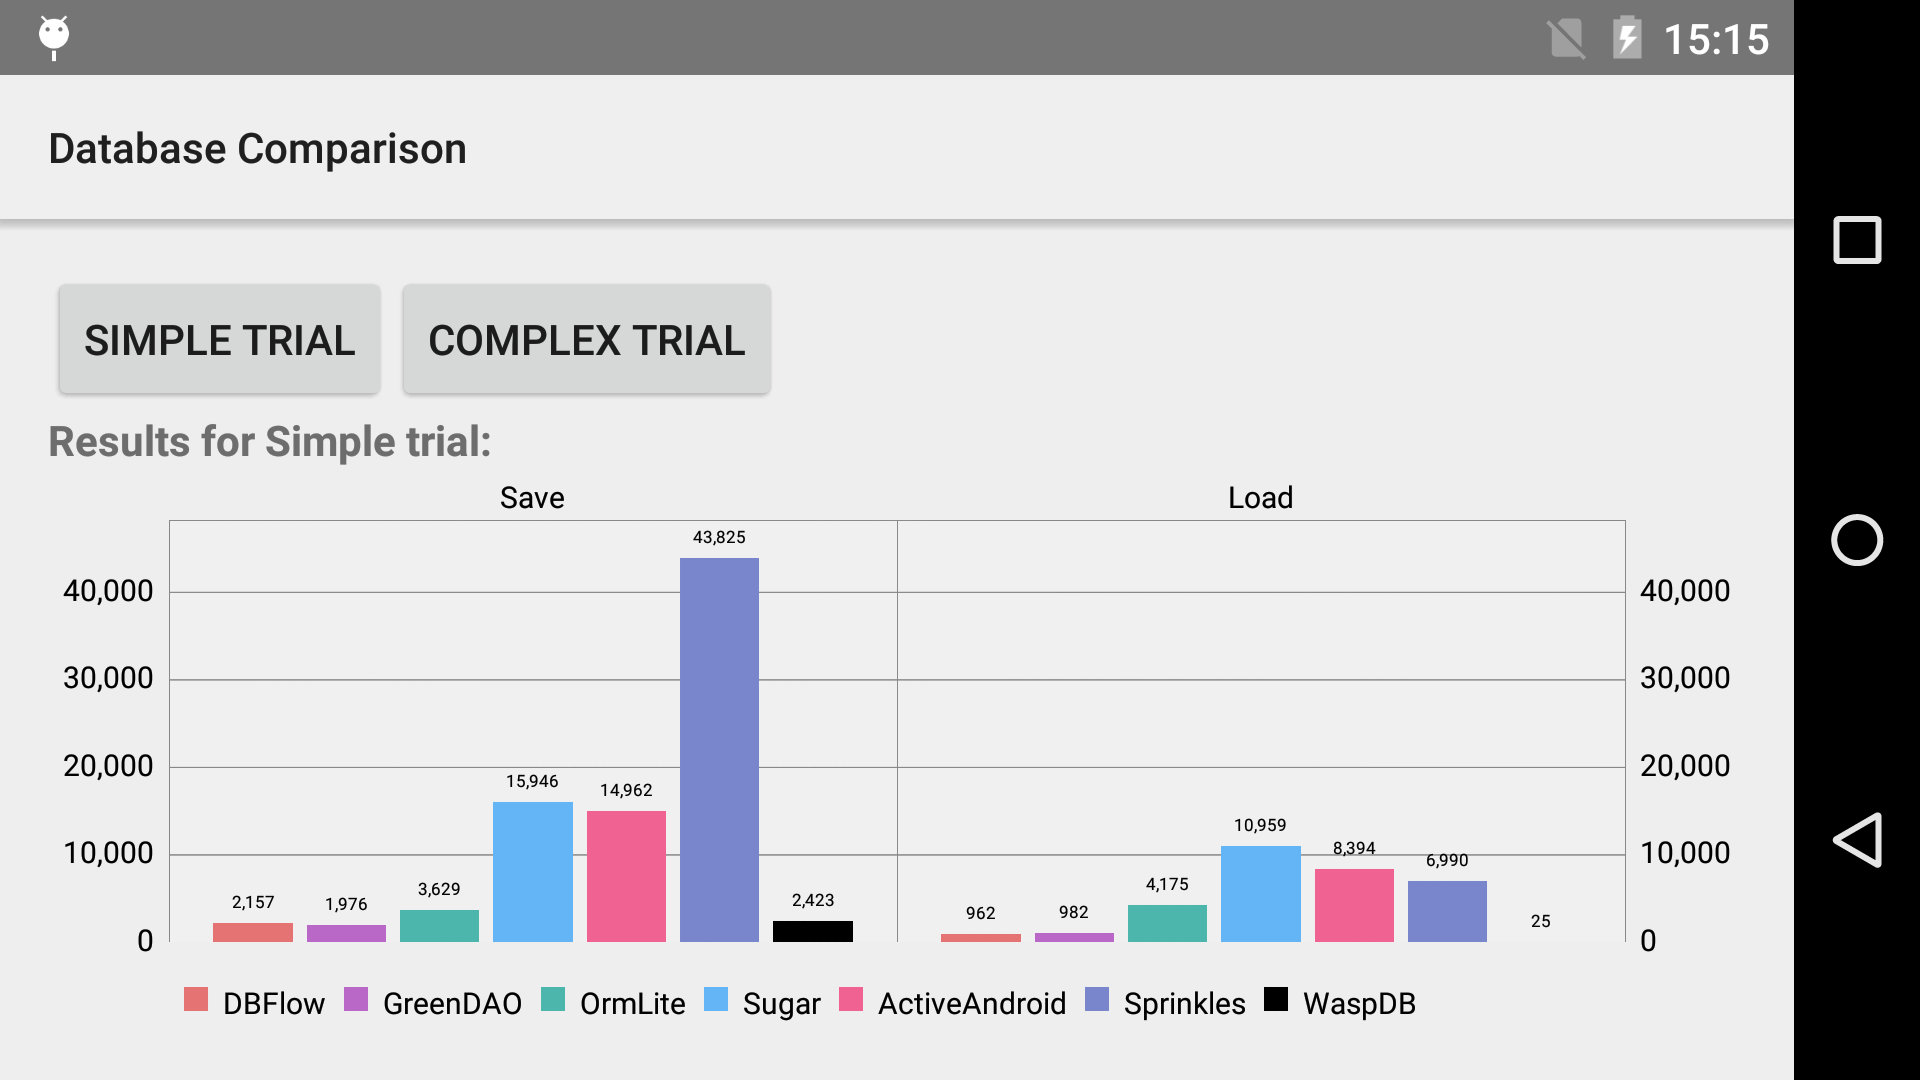 15:15
Database Comparison
SIMPLE TRIAL COMPLEX TRIAL
Results for Simple trial:
Save Load
43,825
40,000 40,000
30,000 30,000
20,000 20,000
15,946 14,962
10,959
10,000 8,394 6,990 10,000
2,157 1,976 3,629 2,423 962 982 4,175 25
0 0
DBFlow GreenDAO OrmLite Sugar ActiveAndroid Sprinkles WaspDB